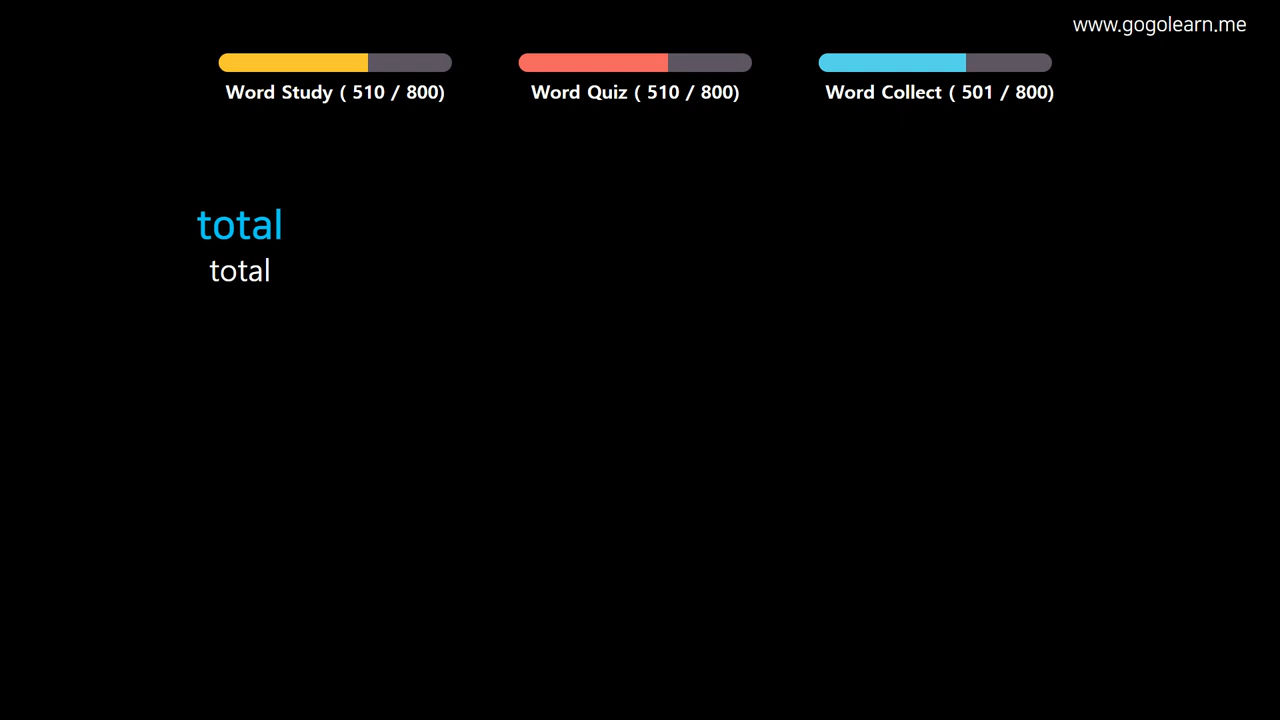 www.gogolearn.me
Word Study ( 510 / 800)
Word Quiz ( 510 / 800)
Word Collect ( 501 / 800)
total
total